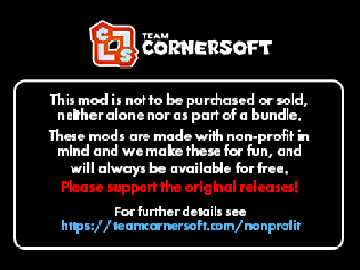 CS
TEAM
CORNERSOFT
This mod is not to be purchased or sold,
neither alone nor as part of a bundle.
These mods are made with non-profit in
mind and we make these for fun, and
will always be available for free.
Please support the original releases!
For further details see
https://teamcornersoft.com/nonprofit